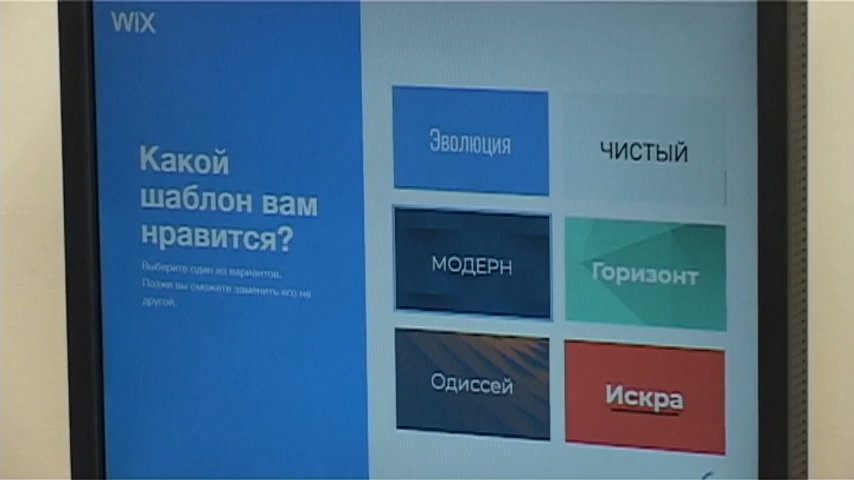 WiX
Какой
шаблон вам
нравится?
Выберите один из вариантов.
Позже вы сможете заменить его на
другой.
Эволюция
ЧИСТЫЙ
МОДЕРН
Горизонт
Одиссей
Искра